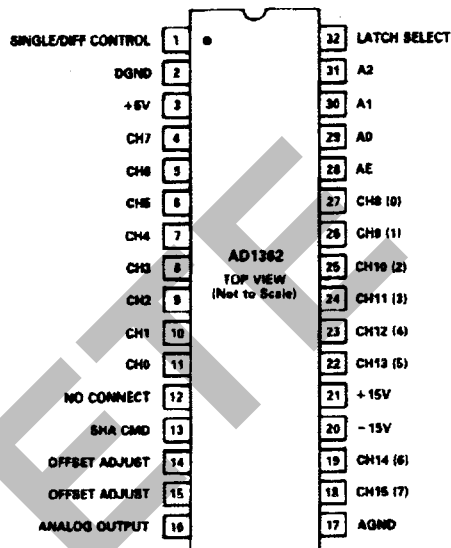 SINGLE/DIFF CONTROL 1
DGND 2
+5V 3
CH7 4
CH6 5
CH5 6
CH4 7
CH3 8
CH2 9
CH1 10
CH0 11
NO CONNECT 12
SHA CMD 13
OFFSET ADJUST 14
OFFSET ADJUST 15
ANALOG OUTPUT 16
AD1362
TOP VIEW
(Not to Scale)
32 LATCH SELECT
31 A2
30 A1
29 A0
28 AE
27 CH8 (0)
26 CH9 (1)
25 CH10 (2)
24 CH11 (3)
23 CH12 (4)
22 CH13 (5)
21 +15V
20 -15V
19 CH14 (6)
18 CH15 (7)
17 AGND
ETE